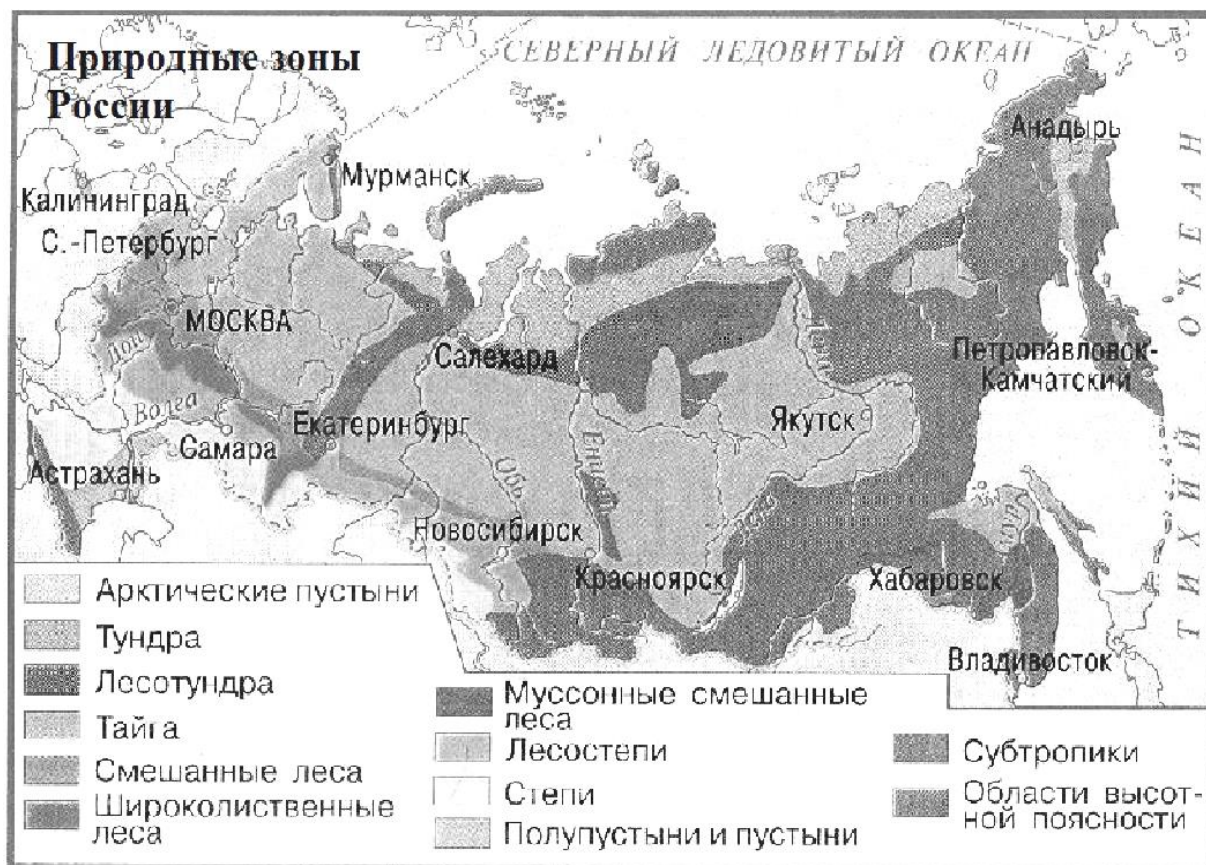 Природные зоны
России
СЕВЕРНЫЙ ЛЕДОВИТЫЙ ОКЕАН
Анадырь
Мурманск
Калининград
С.-Петербург
МОСКВА
Дон
Волга
Салехард
Лена
Петропавловск-
Камчатский
Екатеринбург
Самара
Астрахань
Обь
Енисей
Якутск
Новосибирск
Красноярск
Хабаровск
Владивосток
ТИХИЙ ОКЕАН
Арктические пустыни
Тундра
Лесотундра
Тайга
Смешанные леса
Широколиственные
леса
Муссонные смешанные
леса
Лесостепи
Степи
Полупустыни и пустыни
Субтропики
Области высот-
ной поясности